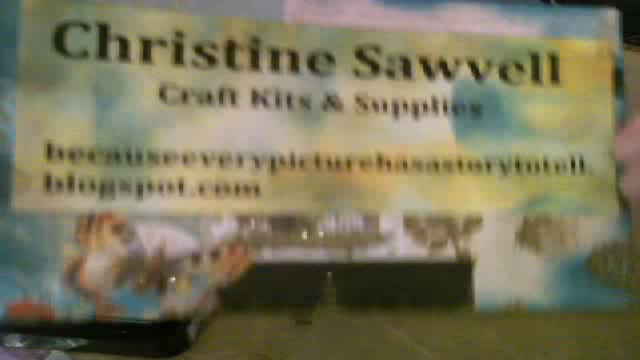 Christine Sawvell
Craft Kits & Supplies
becauseeverypicturehasastorytotell.
blogspot.com